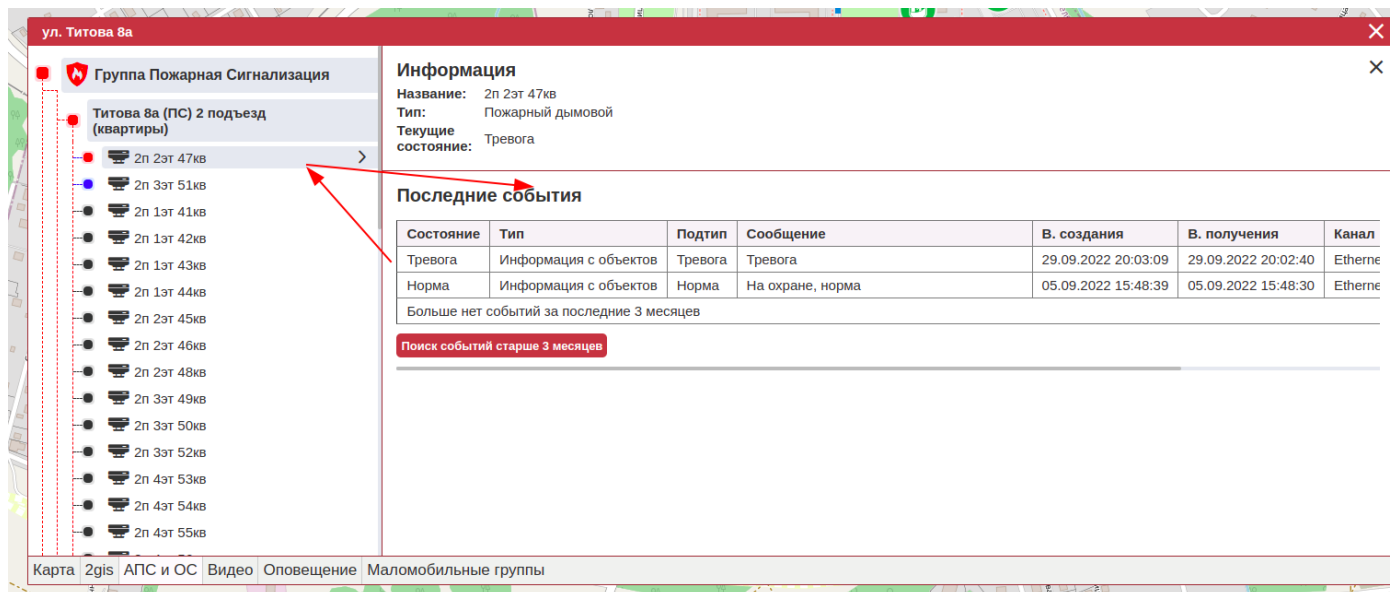 ул. Титова 8а
Группа Пожарная Сигнализация
Титова 8а (ПС) 2 подъезд
(квартиры)
2п 2эт 47кв
2п 3эт 51кв
2п 1эт 41кв
2п 1эт 42кв
2п 1эт 43кв
2п 1эт 44кв
2п 2эт 45кв
2п 2эт 46кв
2п 2эт 48кв
2п 3эт 49кв
2п 3эт 50кв
2п 3эт 52кв
2п 4эт 53кв
2п 4эт 54кв
2п 4эт 55кв
Информация
Название: 2п 2эт 47кв
Тип: Пожарный дымовой
Текущие
состояние: Тревога
Последние события
Состояние Тип Подтип Сообщение В. создания В. получения Канал
Тревога Информация с объектов Тревога Тревога 29.09.2022 20:03:09 29.09.2022 20:02:40 Etherne
Норма Информация с объектов Норма На охране, норма 05.09.2022 15:48:39 05.09.2022 15:48:30 Etherne
Больше нет событий за последние 3 месяцев
Поиск событий старше 3 месяцев
Карта 2gis АПС и ОС Видео Оповещение Маломобильные группы